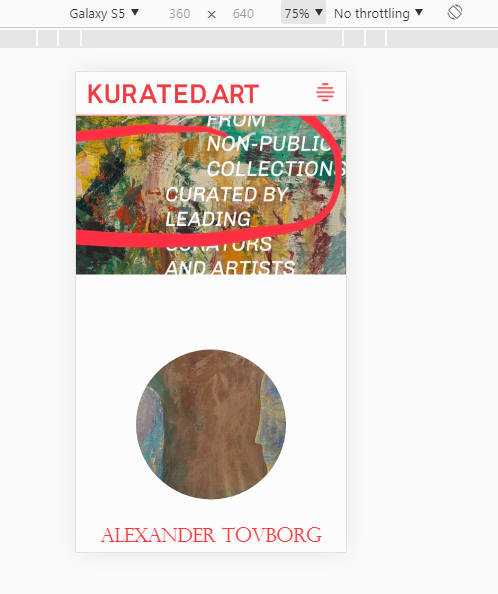 Galaxy S5 ▼ 360 × 640 75% ▼ No throttling ▼
KURATED.ART
FROM
NON-PUBLIC
COLLECTIONS
CURATED BY
LEADING
CURATORS
AND ARTISTS
ALEXANDER TOVBORG